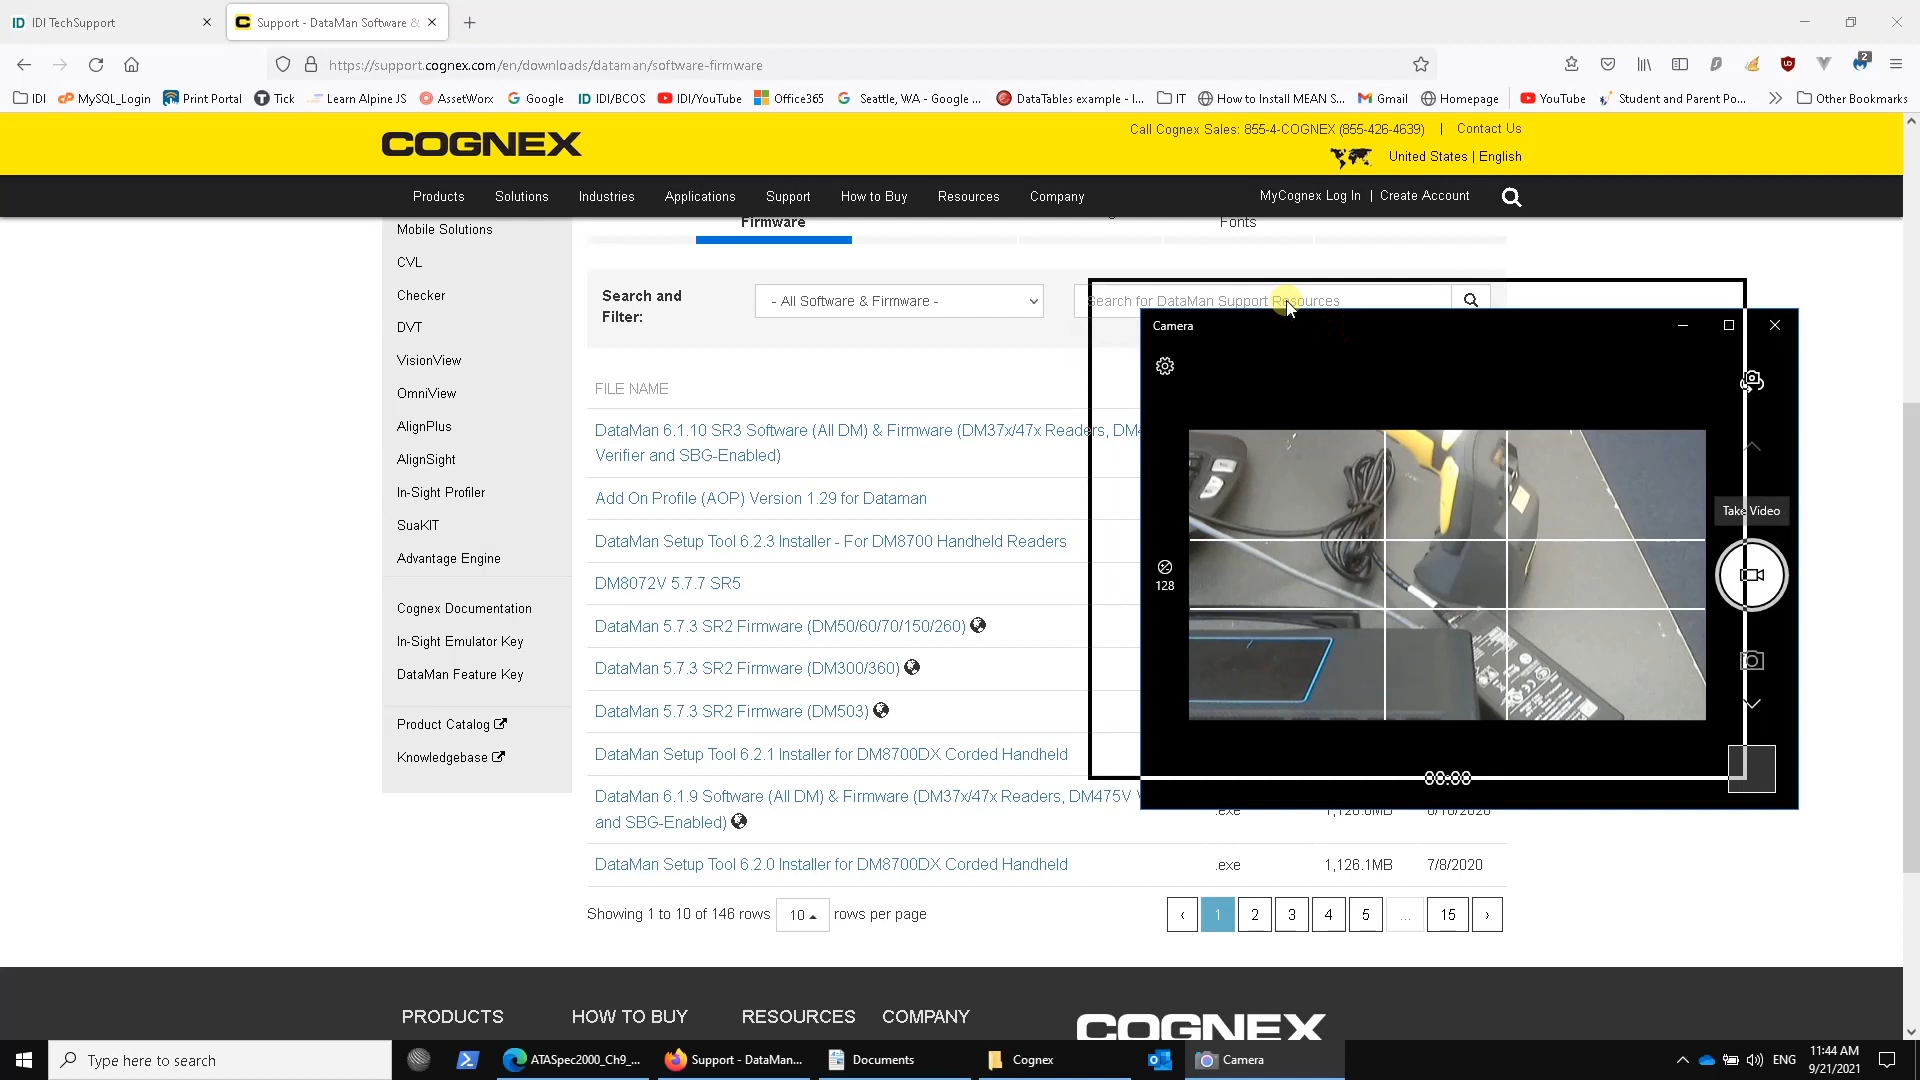 IDI TechSupport
Support - DataMan Software &
https://support.cognex.com/en/downloads/dataman/software-firmware
2
IDI
MySQL_Login
Print Portal
Tick
Learn Alpine JS
AssetWorx
Google
IDI/BCOS
IDI/YouTube
Office365
Seattle, WA - Google ...
DataTables example - I...
IT
How to Install MEAN S...
Gmail
Homepage
YouTube
Student and Parent Po...
Other Bookmarks
COGNEX
Call Cognex Sales: 855-4-COGNEX (855-426-4639) | Contact Us
United States | English
Products Solutions Industries Applications Support How to Buy Resources Company
MyCognex Log In | Create Account
Mobile Solutions
CVL
Checker
DVT
VisionView
OmniView
AlignPlus
AlignSight
In-Sight Profiler
SuaKIT
Advantage Engine
Cognex Documentation
In-Sight Emulator Key
DataMan Feature Key
Product Catalog
Knowledgebase
Firmware
Fonts
Search and
Filter:
- All Software & Firmware -
Search for DataMan Support Resources
FILE NAME
DataMan 6.1.10 SR3 Software (All DM) & Firmware (DM37x/47x Readers, DM4
Verifier and SBG-Enabled)
Add On Profile (AOP) Version 1.29 for Dataman
DataMan Setup Tool 6.2.3 Installer - For DM8700 Handheld Readers
DM8072V 5.7.7 SR5
DataMan 5.7.3 SR2 Firmware (DM50/60/70/150/260)
DataMan 5.7.3 SR2 Firmware (DM300/360)
DataMan 5.7.3 SR2 Firmware (DM503)
DataMan Setup Tool 6.2.1 Installer for DM8700DX Corded Handheld
DataMan 6.1.9 Software (All DM) & Firmware (DM37x/47x Readers, DM475V V
and SBG-Enabled)
.exe
DataMan Setup Tool 6.2.0 Installer for DM8700DX Corded Handheld
.exe 1,126.1MB 7/8/2020
Showing 1 to 10 of 146 rows 10 rows per page
‹ 1 2 3 4 5 ... 15 ›
Camera
128
Take Video
00:00
PRODUCTS HOW TO BUY RESOURCES COMPANY
COGNEX
Type here to search
ATASpec2000_Ch9_...
Support - DataMan...
Documents
Cognex
Camera
ENG
11:44 AM
9/21/2021